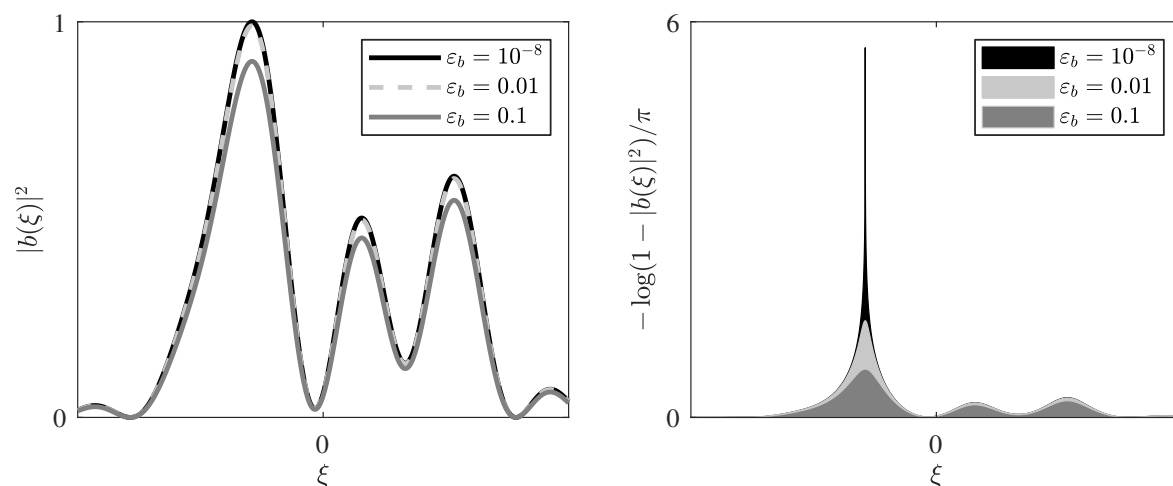 1
|b(ξ)|²
ε_b = 10⁻⁸
ε_b = 0.01
ε_b = 0.1
0
0
ξ
6
− log(1 − |b(ξ)|²)/π
ε_b = 10⁻⁸
ε_b = 0.01
ε_b = 0.1
0
0
ξ